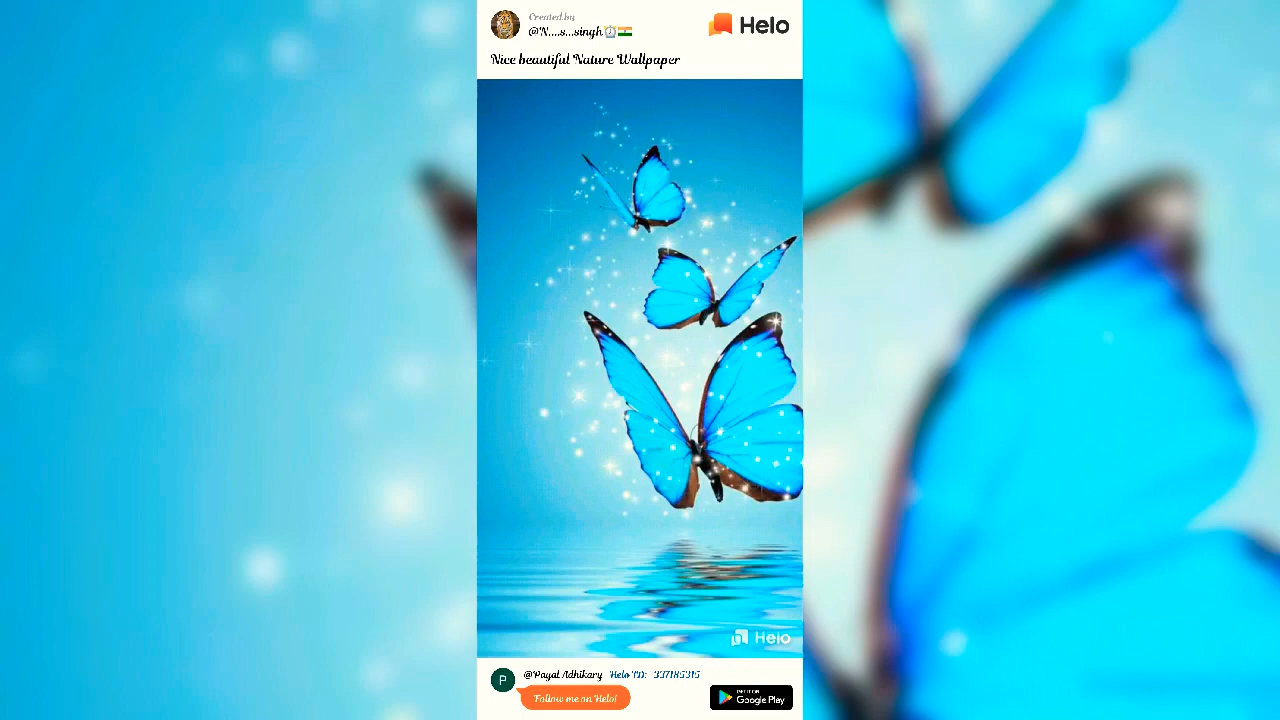 Created by
@N....s...singh⏰🇮🇳
Helo
Nice beautiful Nature Wallpaper
Helo
P
@Payal Adhikary Helo ID: 337185315
Follow me on Helo!
GET IT ON
Google Play